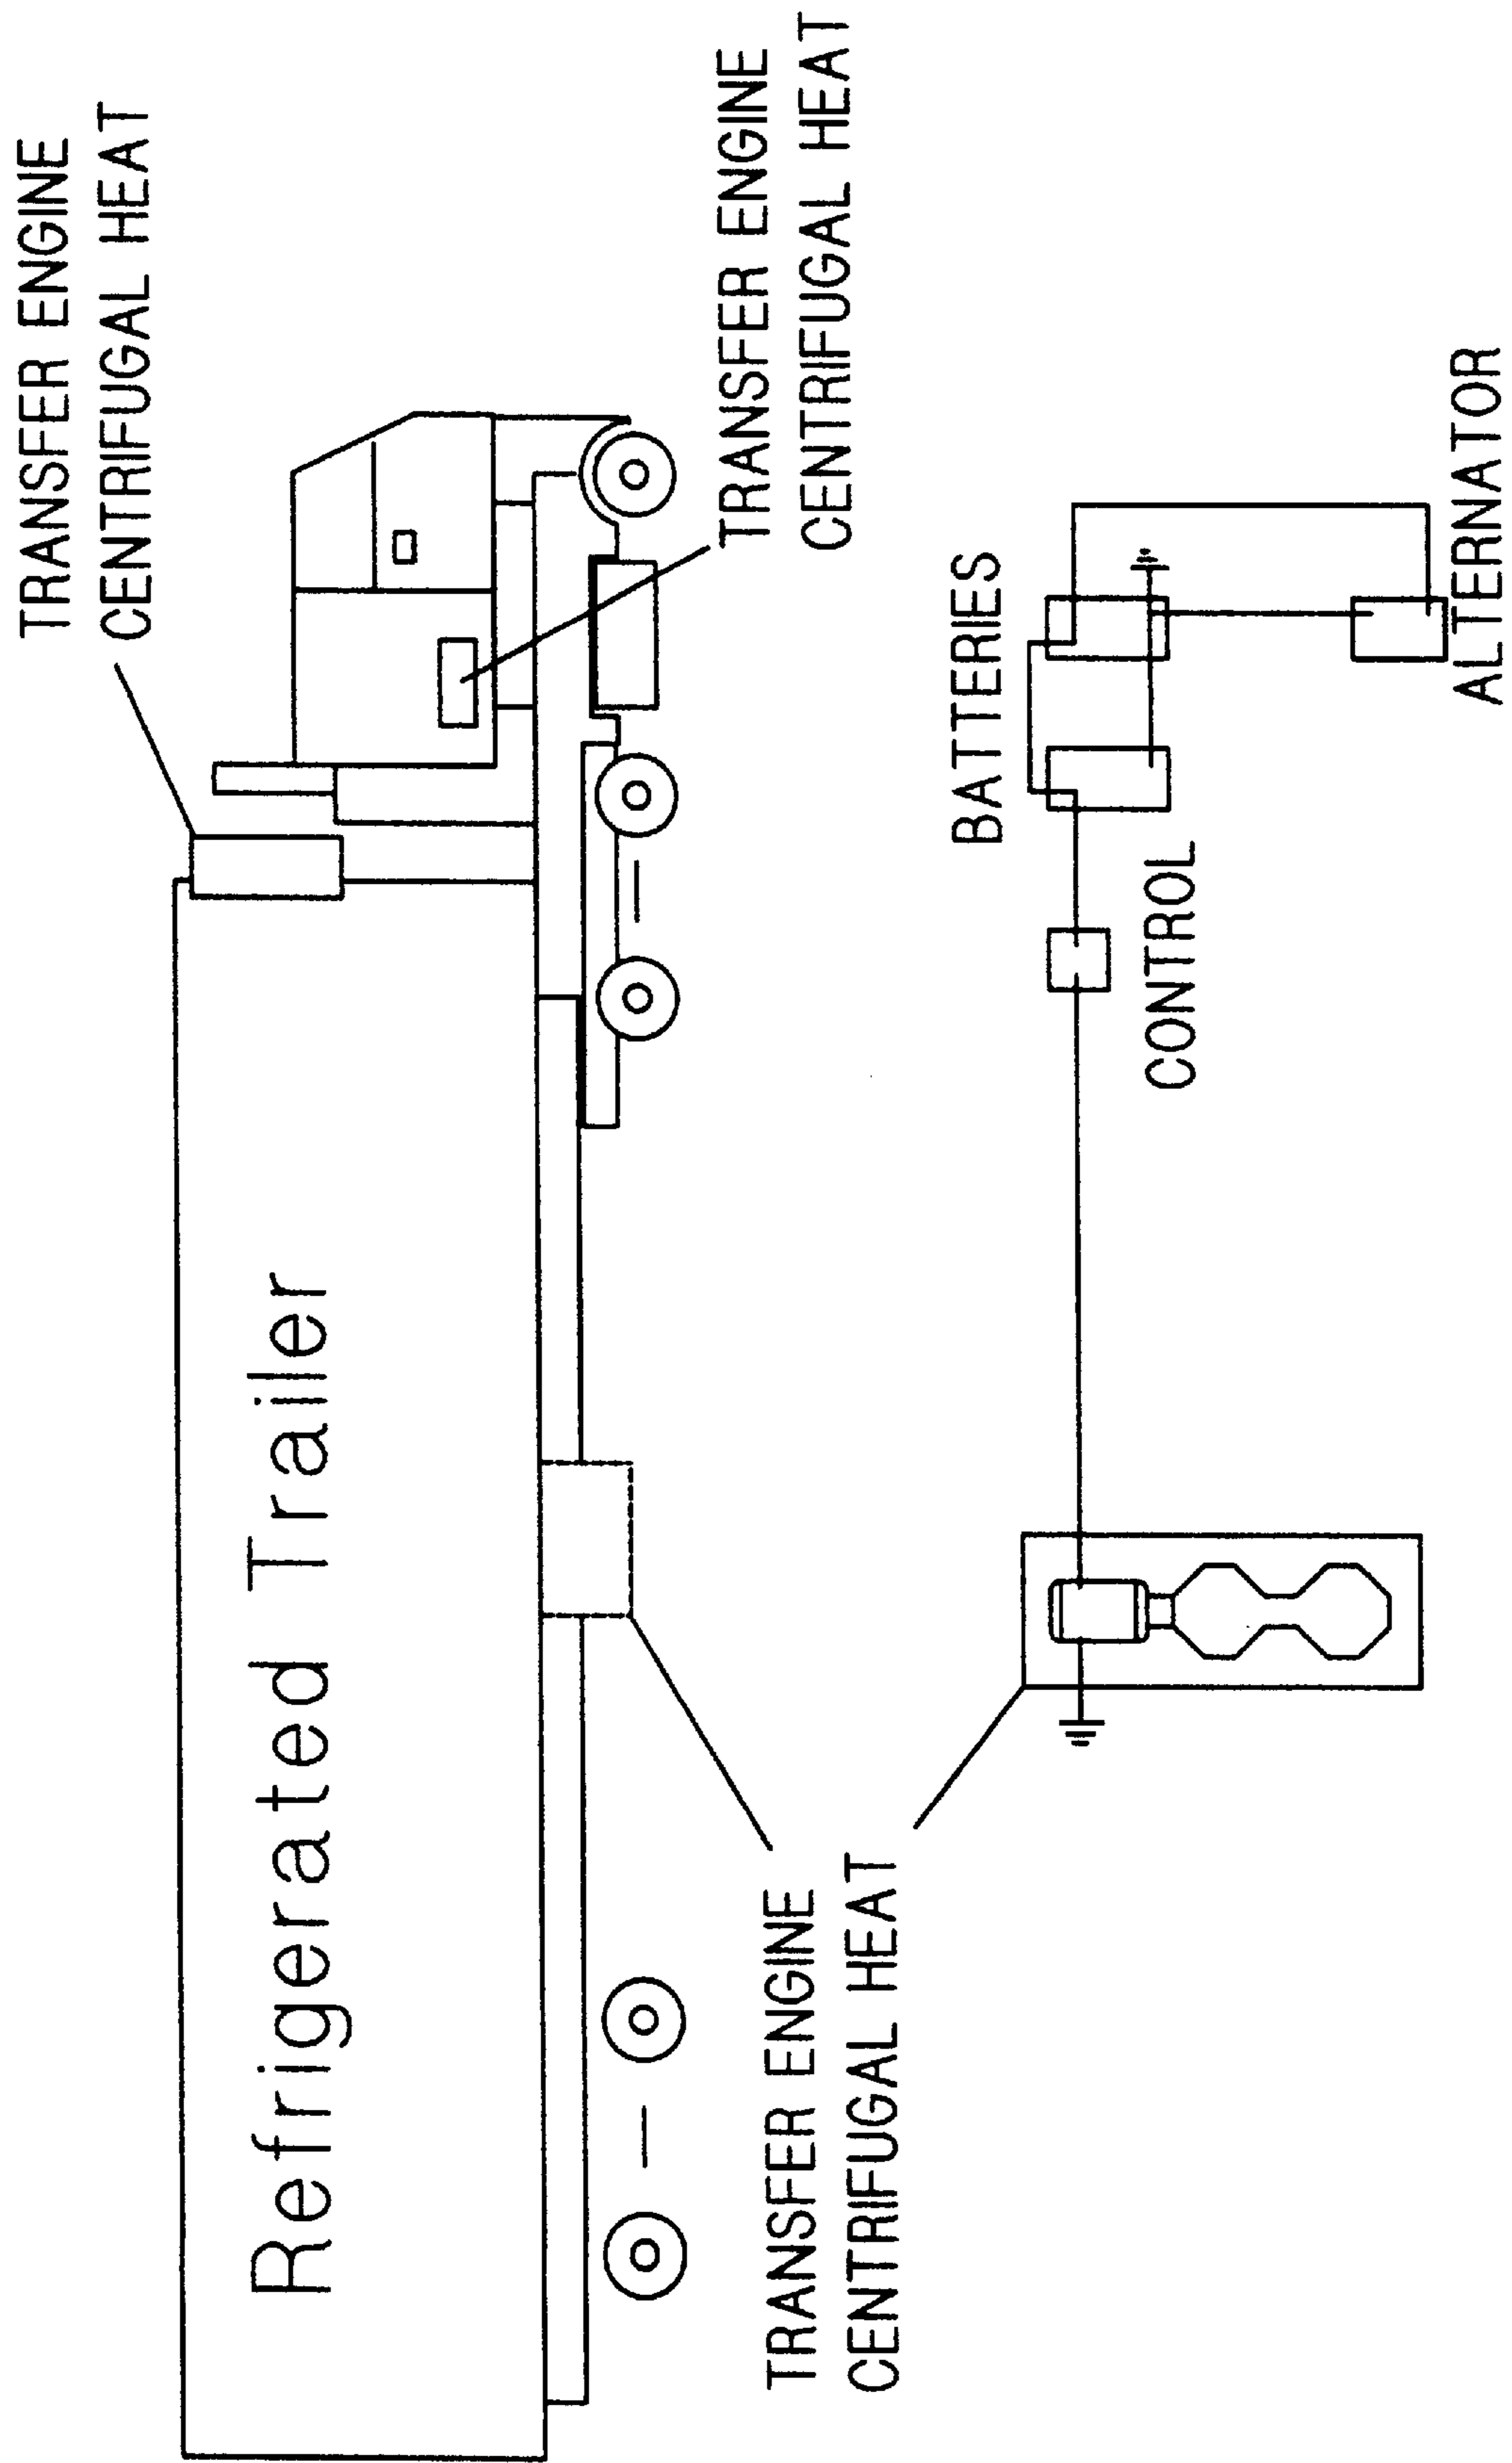 TRANSFER ENGINE
CENTRIFUGAL HEAT
Refrigerated Trailer
TRANSFER ENGINE
CENTRIFUGAL HEAT
TRANSFER ENGINE
CENTRIFUGAL HEAT
BATTERIES
CONTROL
ALTERNATOR